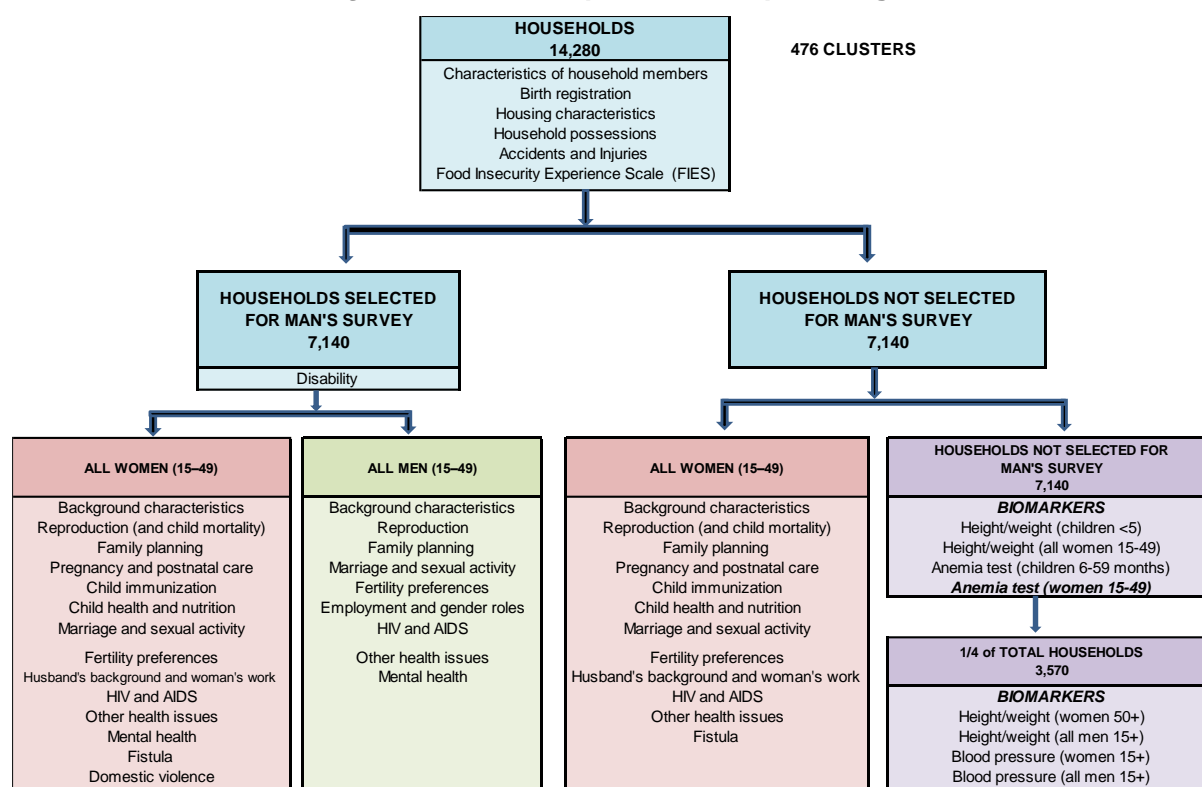 HOUSEHOLDS
14,280
476 CLUSTERS
Characteristics of household members
Birth registration
Housing characteristics
Household possessions
Accidents and Injuries
Food Insecurity Experience Scale (FIES)
HOUSEHOLDS SELECTED
FOR MAN'S SURVEY
7,140
Disability
HOUSEHOLDS NOT SELECTED
FOR MAN'S SURVEY
7,140
ALL WOMEN (15–49)
Background characteristics
Reproduction (and child mortality)
Family planning
Pregnancy and postnatal care
Child immunization
Child health and nutrition
Marriage and sexual activity
Fertility preferences
Husband's background and woman's work
HIV and AIDS
Other health issues
Mental health
Fistula
Domestic violence
ALL MEN (15–49)
Background characteristics
Reproduction
Family planning
Marriage and sexual activity
Fertility preferences
Employment and gender roles
HIV and AIDS
Other health issues
Mental health
ALL WOMEN (15–49)
Background characteristics
Reproduction (and child mortality)
Family planning
Pregnancy and postnatal care
Child immunization
Child health and nutrition
Marriage and sexual activity
Fertility preferences
Husband's background and woman's work
HIV and AIDS
Other health issues
Fistula
HOUSEHOLDS NOT SELECTED FOR
MAN'S SURVEY
7,140
BIOMARKERS
Height/weight (children <5)
Height/weight (all women 15-49)
Anemia test (children 6-59 months)
Anemia test (women 15-49)
1/4 of TOTAL HOUSEHOLDS
3,570
BIOMARKERS
Height/weight (women 50+)
Height/weight (all men 15+)
Blood pressure (women 15+)
Blood pressure (all men 15+)